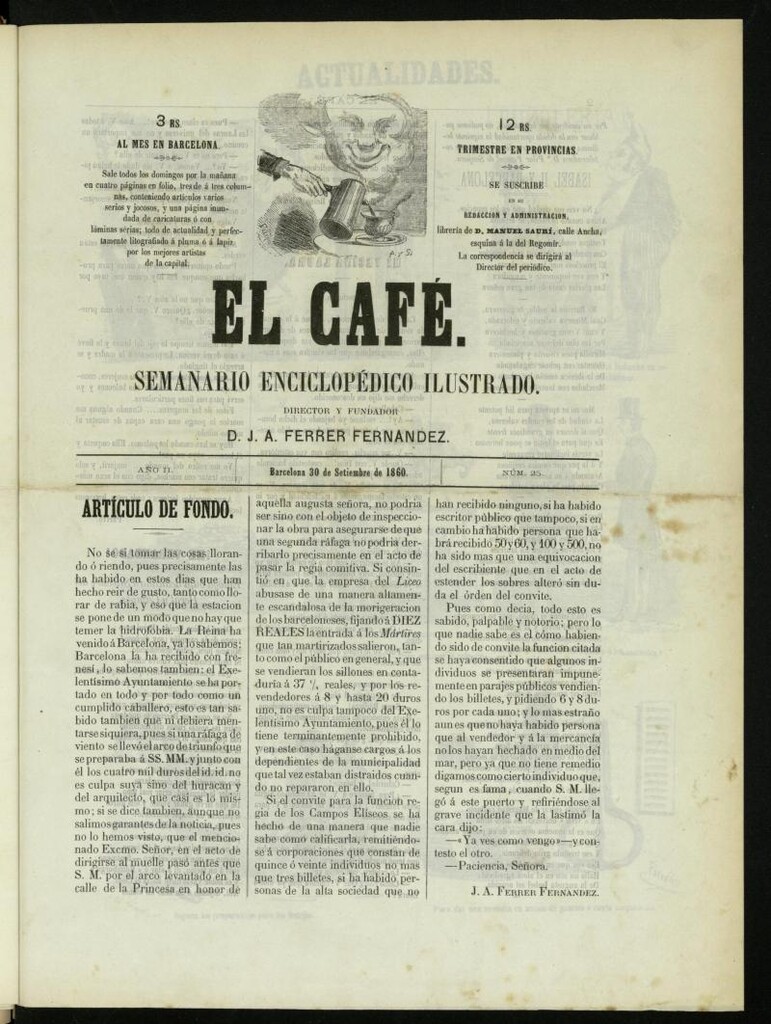 3 RS.
AL MES EN BARCELONA.
Sale todos los domingos por la mañana
en cuatro páginas en folio, tres de á tres colum-
nas, conteniendo artículos varios
serios y jocosos, y una página inun-
dada de caricaturas ó con
láminas sérias; todo de actualidad y perfec-
tamente litografiado á pluma ó á lapiz
por los mejores artistas
de la capital.
12 RS.
TRIMESTRE EN PROVINCIAS.
SE SUSCRIBE
EN SU
REDACCION Y ADMINISTRACION,
librería de D. MANUEL SAURÍ, calle Ancha,
esquina á la del Regomir.
La correspondencia se dirigirá al
Director del periódico.
EL CAFÉ.
SEMANARIO ENCICLOPÉDICO ILUSTRADO.
DIRECTOR Y FUNDADOR
D. J. A. FERRER FERNANDEZ.
AÑO II.
Barcelona 30 de Setiembre de 1860.
NÚM. 25.
ARTÍCULO DE FONDO.
No sé si tomar las cosas lloran-
do ó riendo, pues precisamente las
ha habido en estos dias que han
hecho reir de gusto, tanto como llo-
rar de rabia, y eso que la estacion
se pone de un modo que no hay que
temer la hidrofobia. La Reina ha
venido á Barcelona, ya lo sabemos;
Barcelona la ha recibido con fre-
nesí, lo sabemos tambien; el Exe-
lentísimo Ayuntamiento se ha por-
tado en todo y por todo como un
cumplido caballero, esto es tan sa-
bido tambien que ni debiera men-
tarse siquiera, pues si una ráfaga de
viento se llevó el arco de triunfo que
se preparaba á SS. MM. y junto con
él los cuatro mil duros del id. id. no
es culpa suya sino del huracan y
del arquitecto, que casi es lo mis-
mo; si se dice tambien, aunque no
salimos garantes de la noticia, pues
no lo hemos visto, que el mencio-
nado Excmo. Señor, en el acto de
dirigirse al muelle pasó antes que
S. M. por el arco levantado en la
calle de la Princesa en honor de
aquella augusta señora, no podria
ser sino con el objeto de inspeccio-
nar la obra para asegurarse de que
una segunda ráfaga no podria der-
ribarlo precisamente en el acto de
pasar la regia comitiva. Si consin-
tió en que la empresa del Liceo
abusase de una manera altamen-
te escandalosa de la morigeracion
de los barceloneses, fijando á DIEZ
REALES la entrada á los Mártires
que tan martirizados salieron, tan-
to como el público en general, y que
se vendieran los sillones en conta-
duría á 37 ½ reales, y por los re-
vendedores á 8 y hasta 20 duros
uno, no es culpa tampoco del Exe-
lentísimo Ayuntamiento, pues él lo
tiene terminantemente prohibido,
y en este caso háganse cargos á los
dependientes de la municipalidad
que tal vez estaban distraidos cuan-
do no repararon en ello.
Si el convite para la funcion re-
gia de los Campos Elíseos se ha
hecho de una manera que nadie
sabe como calificarla, remitiéndo-
se á corporaciones que constan de
quince ó veinte individuos no mas
que tres billetes, si ha habido per-
sonas de la alta sociedad que no
han recibido ninguno, si ha habido
escritor público que tampoco, si en
cambio ha habido persona que ha-
brá recibido 50 y 60, y 100 y 500, no
ha sido mas que una equivocacion
del escribiente que en el acto de
estender los sobres alteró sin du-
da el órden del convite.
Pues como decia, todo esto es
sabido, palpable y notorio; pero lo
que nadie sabe es el cómo habien-
do sido de convite la funcion citada
se haya consentido que algunos in-
dividuos se presentaran impune-
mente en parajes públicos vendien-
do los billetes, y pidiendo 6 y 8 du-
ros por cada uno; y lo mas estraño
aun es que no haya habido persona
que al vendedor y á la mercancía
no los hayan hechado en medio del
mar, pero ya que no tiene remedio
digamos como cierto individuo que,
segun es fama, cuando S. M. lle-
gó á este puerto y refiriéndose al
grave incidente que la lastimó la
cara dijo:
—«Ya ves como vengo»—y con-
testo el otro.
—Paciencia, Señora.
J. A. FERRER FERNANDEZ.